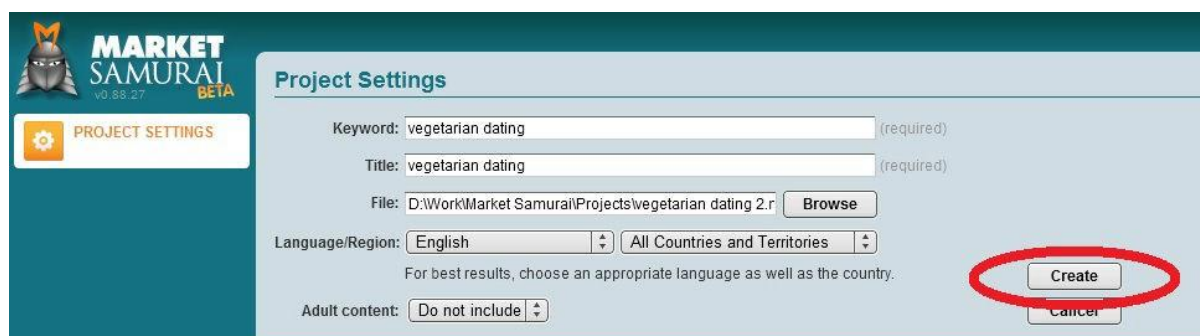 MARKET
SAMURAI
v0.88.27 BETA
PROJECT SETTINGS
Project Settings
Keyword: vegetarian dating (required)
Title: vegetarian dating (required)
File: D:\Work\Market Samurai\Projects\vegetarian dating 2.r Browse
Language/Region: English All Countries and Territories
For best results, choose an appropriate language as well as the country.
Create
Adult content: Do not include Cancel